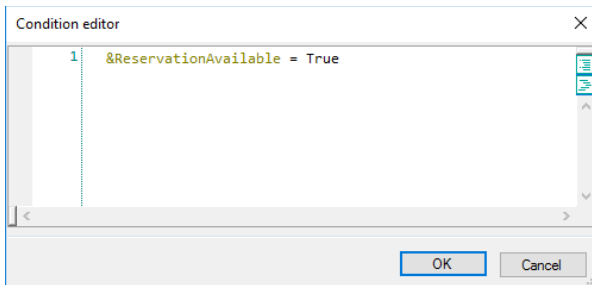 Condition editor
1 &ReservationAvailable = True
OK Cancel